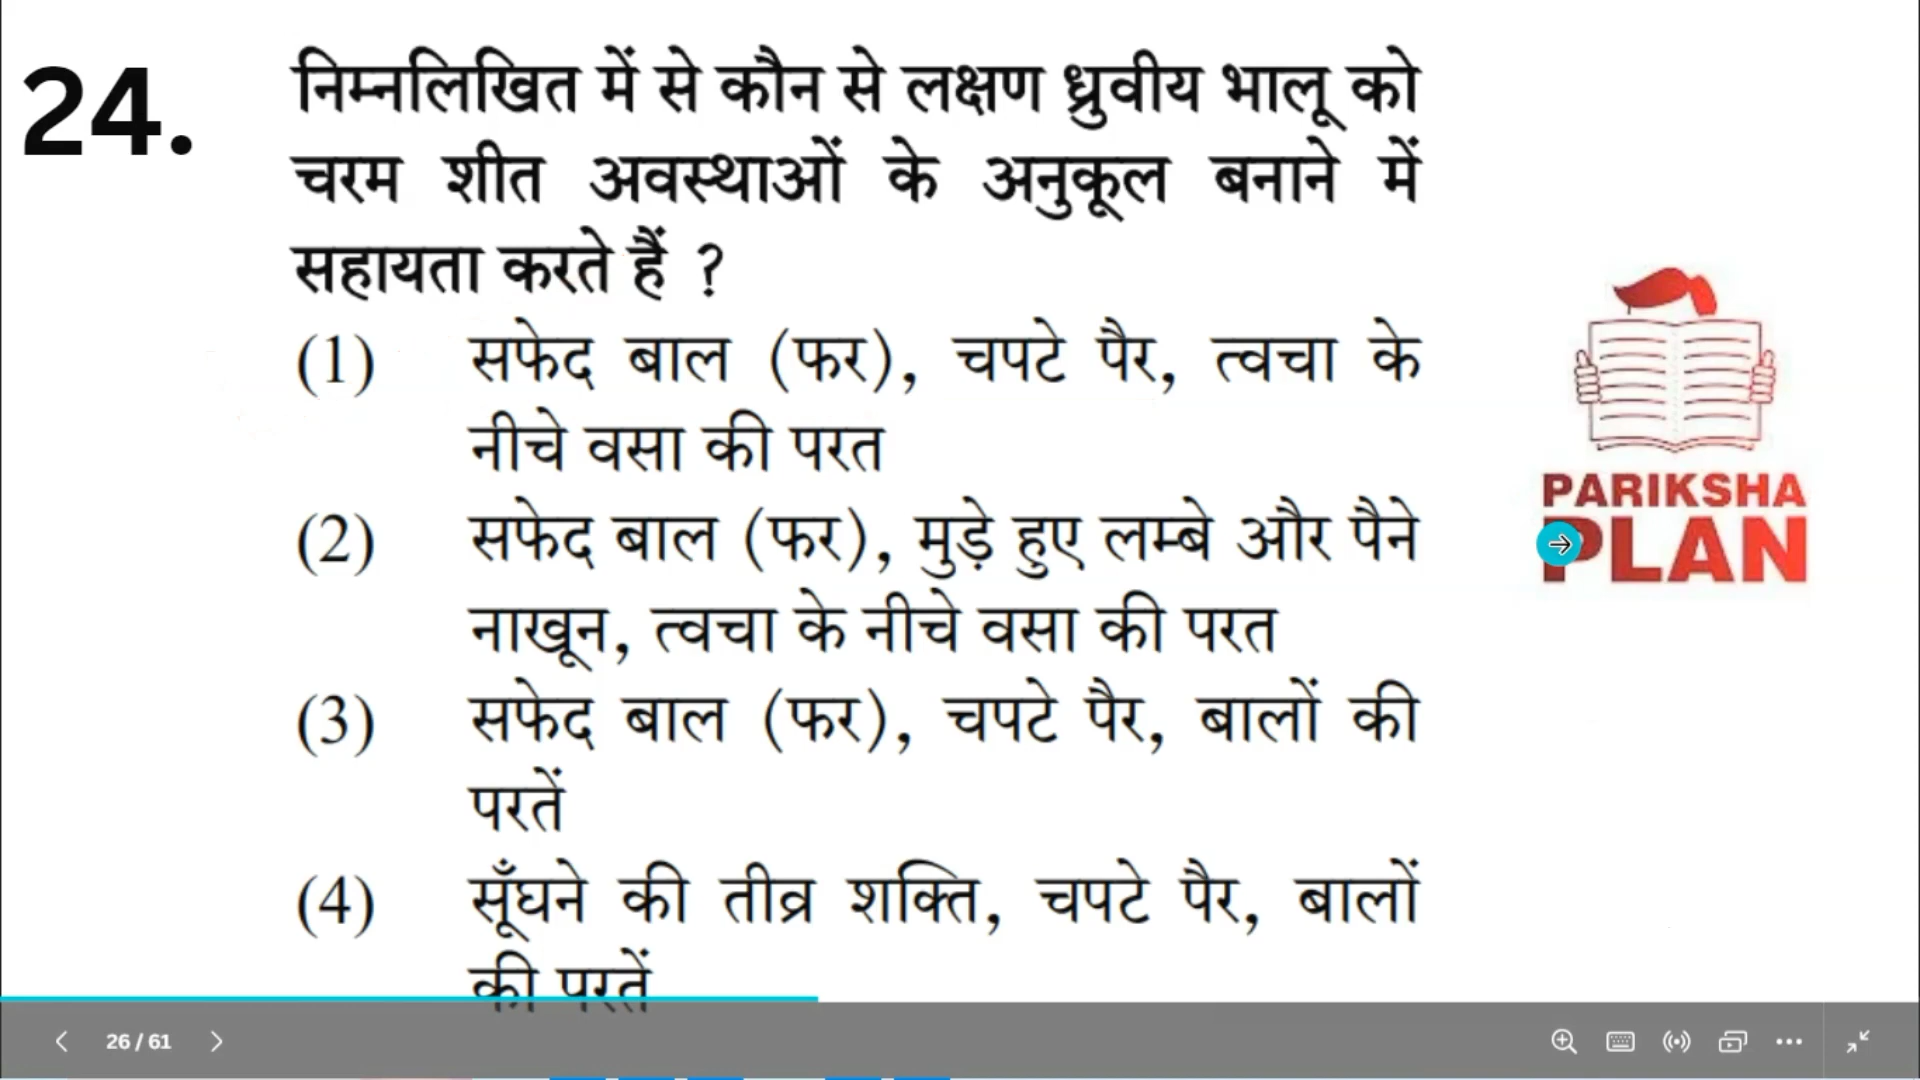 24.
निम्नलिखित में से कौन से लक्षण ध्रुवीय भालू को
चरम शीत अवस्थाओं के अनुकूल बनाने में
सहायता करते हैं ?
(1) सफेद बाल (फर), चपटे पैर, त्वचा के
नीचे वसा की परत
(2) सफेद बाल (फर), मुड़े हुए लम्बे और पैने
नाखून, त्वचा के नीचे वसा की परत
(3) सफेद बाल (फर), चपटे पैर, बालों की
परतें
(4) सूँघने की तीव्र शक्ति, चपटे पैर, बालों
की परतें
PARIKSHA
PLAN
26 / 61